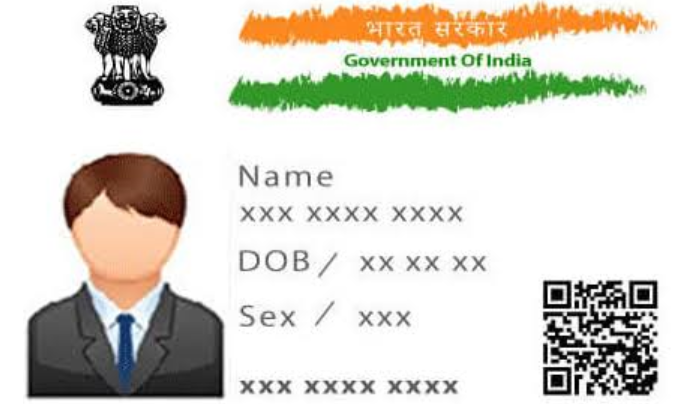 भारत सरकार
Government Of India
Name
xxx xxxx xxxx
DOB / xx xx xx
Sex / xxx
xxx xxxx xxxx